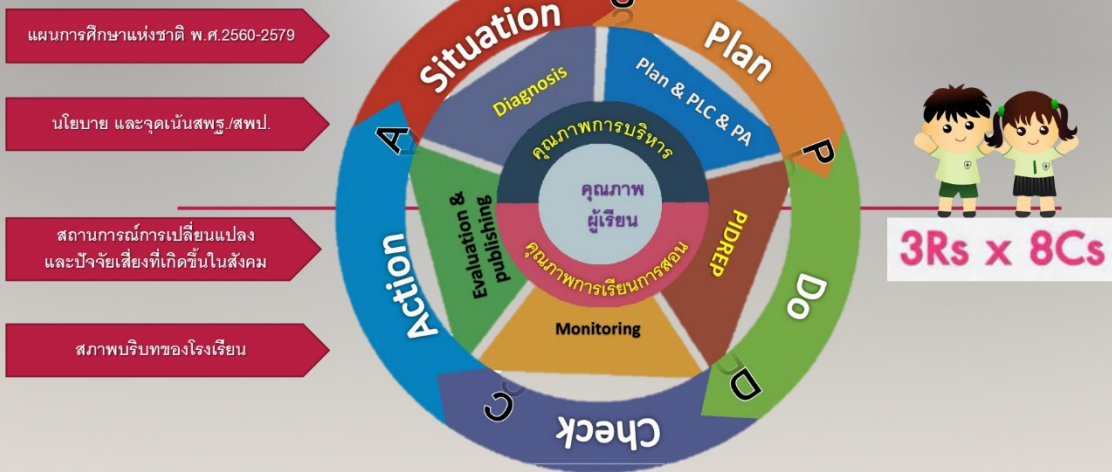 แผนการศึกษาแห่งชาติ พ.ศ.2560-2579
นโยบาย และจุดเน้นสพฐ./สพป.
สถานการณ์การเปลี่ยนแปลง
และปัจจัยเสี่ยงที่เกิดขึ้นในสังคม
สภาพบริบทของโรงเรียน
S
Situation
Plan
P
Do
D
Check
C
Action
A
Diagnosis
Plan & PLC & PA
PIDREP
Monitoring
Evaluation &
publishing
คุณภาพการบริหาร
คุณภาพ
ผู้เรียน
คุณภาพการเรียนการสอน
3Rs x 8Cs